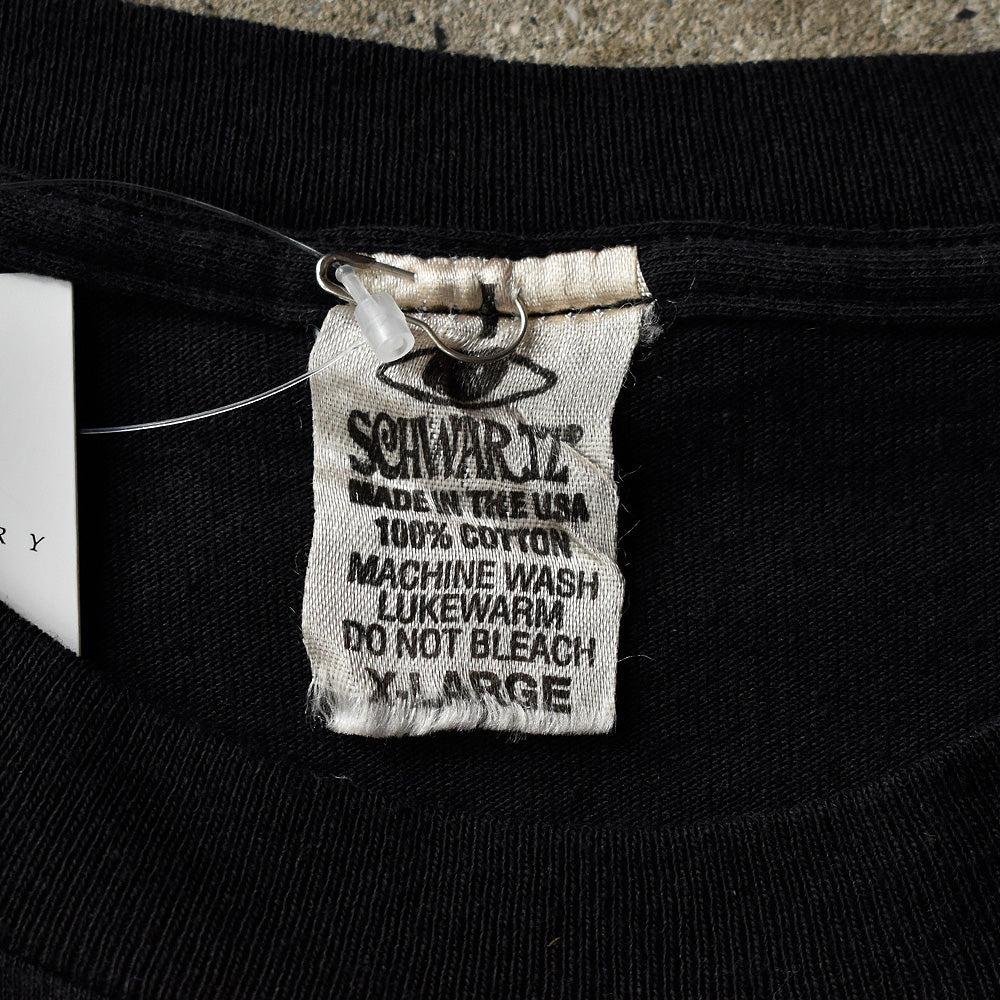 SCHWARTZ®
MADE IN THE USA
100% COTTON
MACHINE WASH
LUKEWARM
DO NOT BLEACH
X-LARGE
R Y